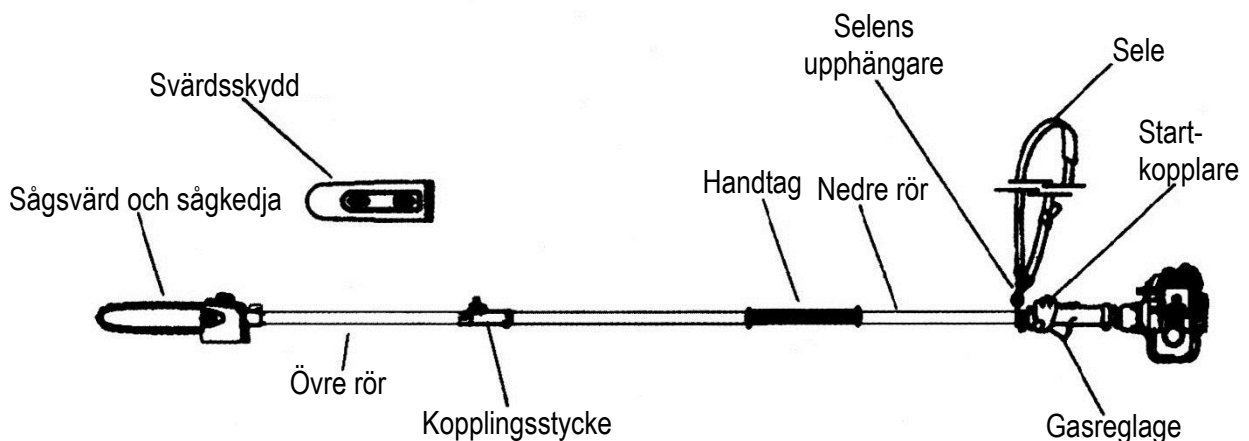 Selens
upphängare
Sele
Svärdsskydd
Start-
kopplare
Sågsvärd och sågkedja
Handtag
Nedre rör
Övre rör
Kopplingsstycke
Gasreglage